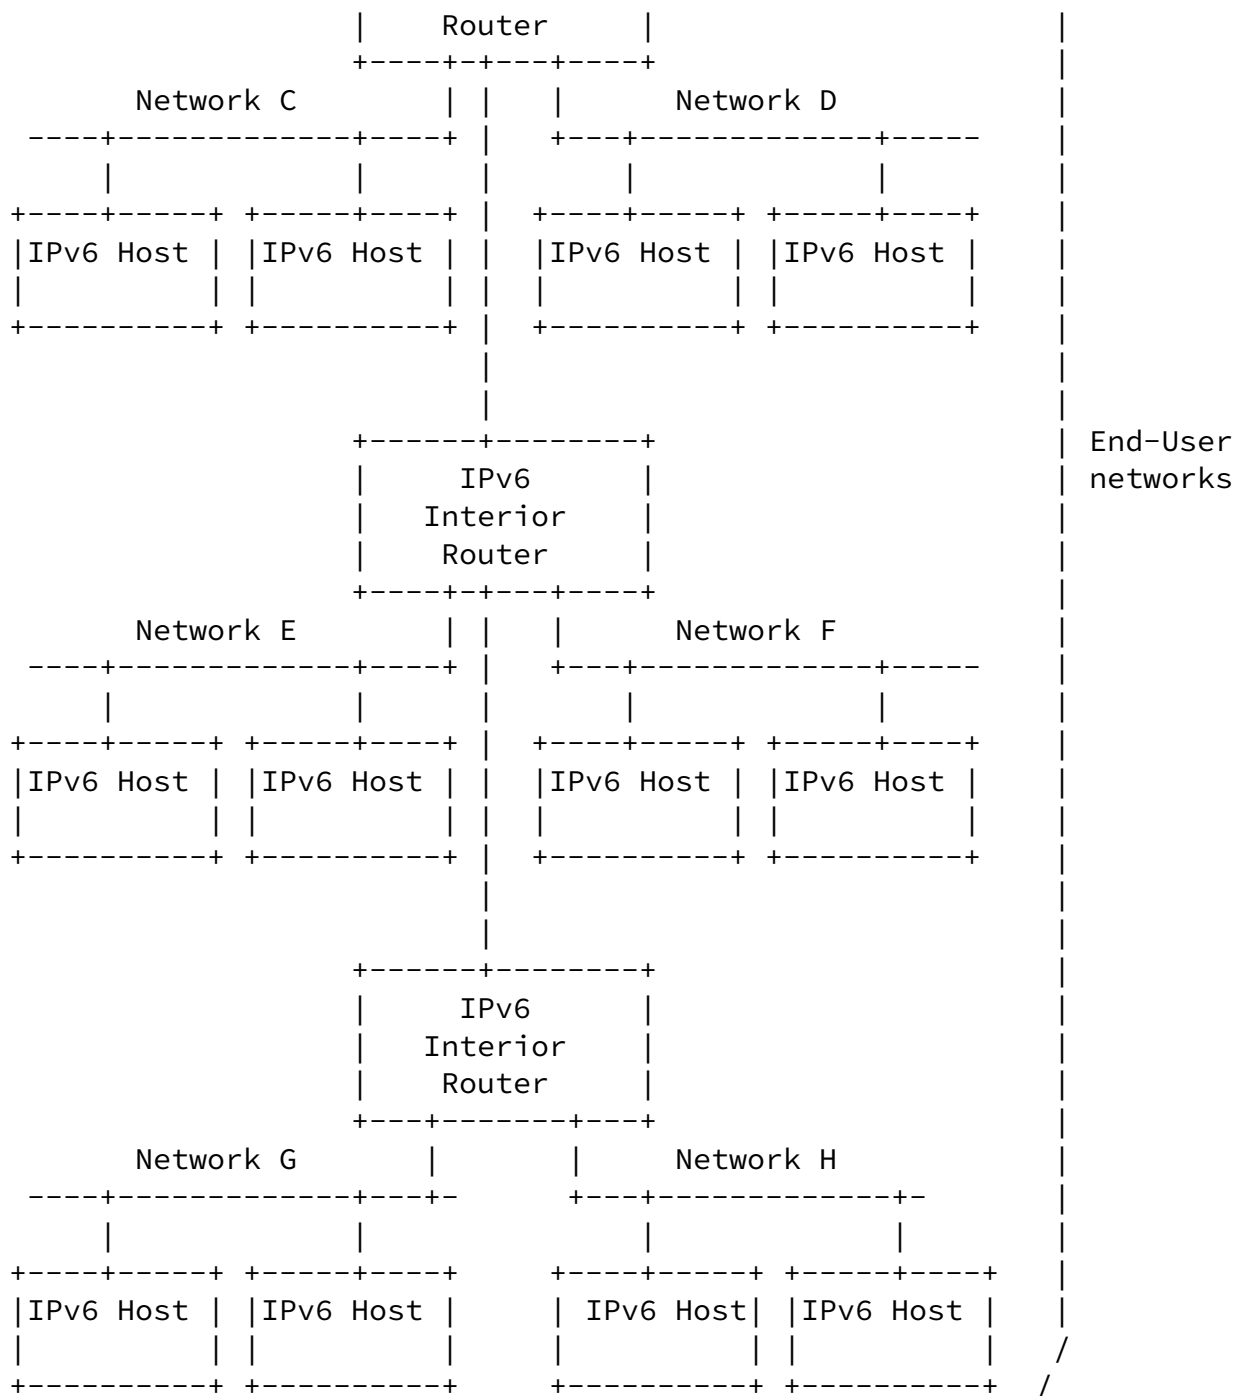 Router
Network C Network D
IPv6 Host IPv6 Host IPv6 Host IPv6 Host
IPv6 End-User
Interior networks
Router
Network E Network F
IPv6 Host IPv6 Host IPv6 Host IPv6 Host
IPv6
Interior
Router
Network G Network H
IPv6 Host IPv6 Host IPv6 Host IPv6 Host